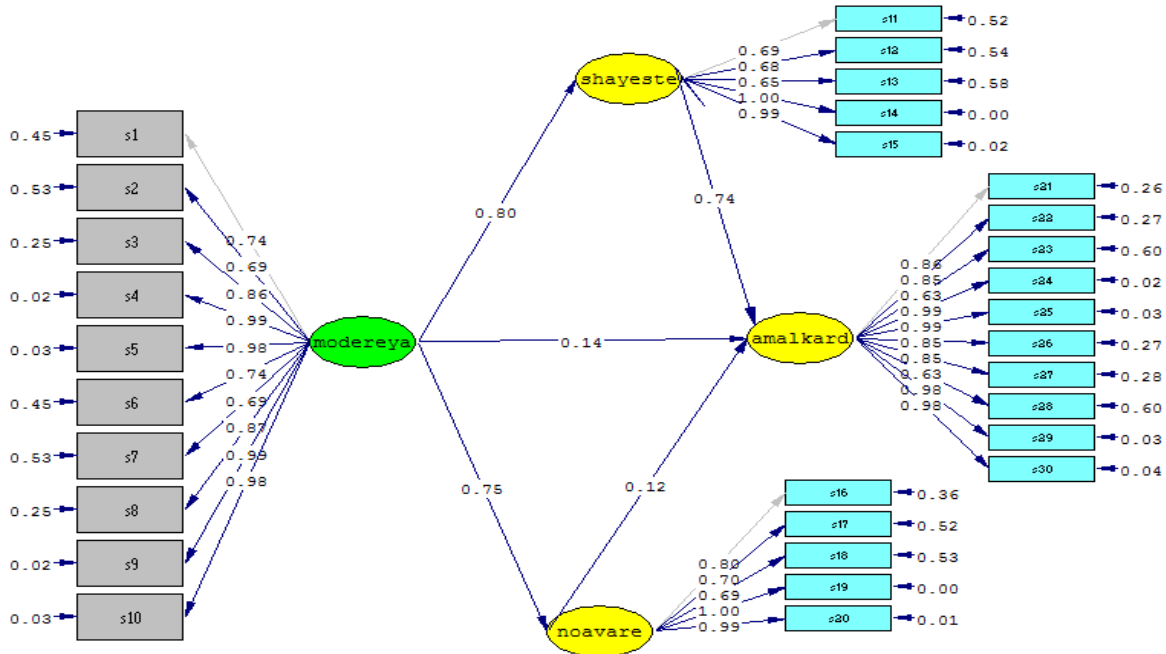 s11
0.52
0.69
s12
0.54
0.68
shayeste
s13
0.58
0.65
s14
0.00
1.00
s15
0.02
0.99
0.45
s1
0.53
s2
0.25
s3
0.02
s4
0.03
s5
0.45
s6
0.53
s7
0.25
s8
0.02
s9
0.03
s10
0.74
0.69
0.86
0.99
0.98
0.74
0.69
0.87
0.99
0.98
modereya
0.80
0.74
0.14
0.75
0.12
amalkard
s21
0.26
s22
0.27
s23
0.60
s24
0.02
s25
0.03
s26
0.27
s27
0.28
s28
0.60
s29
0.03
s30
0.04
0.86
0.85
0.63
0.99
0.99
0.85
0.85
0.63
0.98
0.98
noavare
s16
0.36
s17
0.52
s18
0.53
s19
0.00
s20
0.01
0.80
0.70
0.69
1.00
0.99